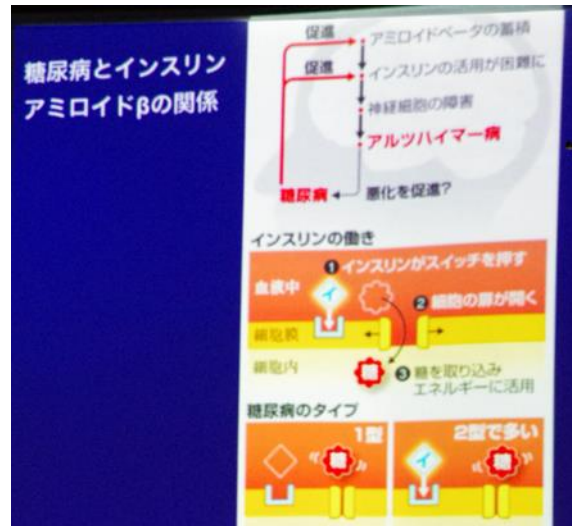 糖尿病とインスリン
アミロイドβの関係
促進
アミロイドベータの蓄積
促進
インスリンの活用が困難に
神経細胞の障害
アルツハイマー病
糖尿病
悪化を促進?
インスリンの働き
❶インスリンがスイッチを押す
血液中
イ
❷細胞の扉が開く
細胞膜
細胞内
糖
❸糖を取り込み
エネルギーに活用
糖尿病のタイプ
1型
糖
2型で多い
イ
糖